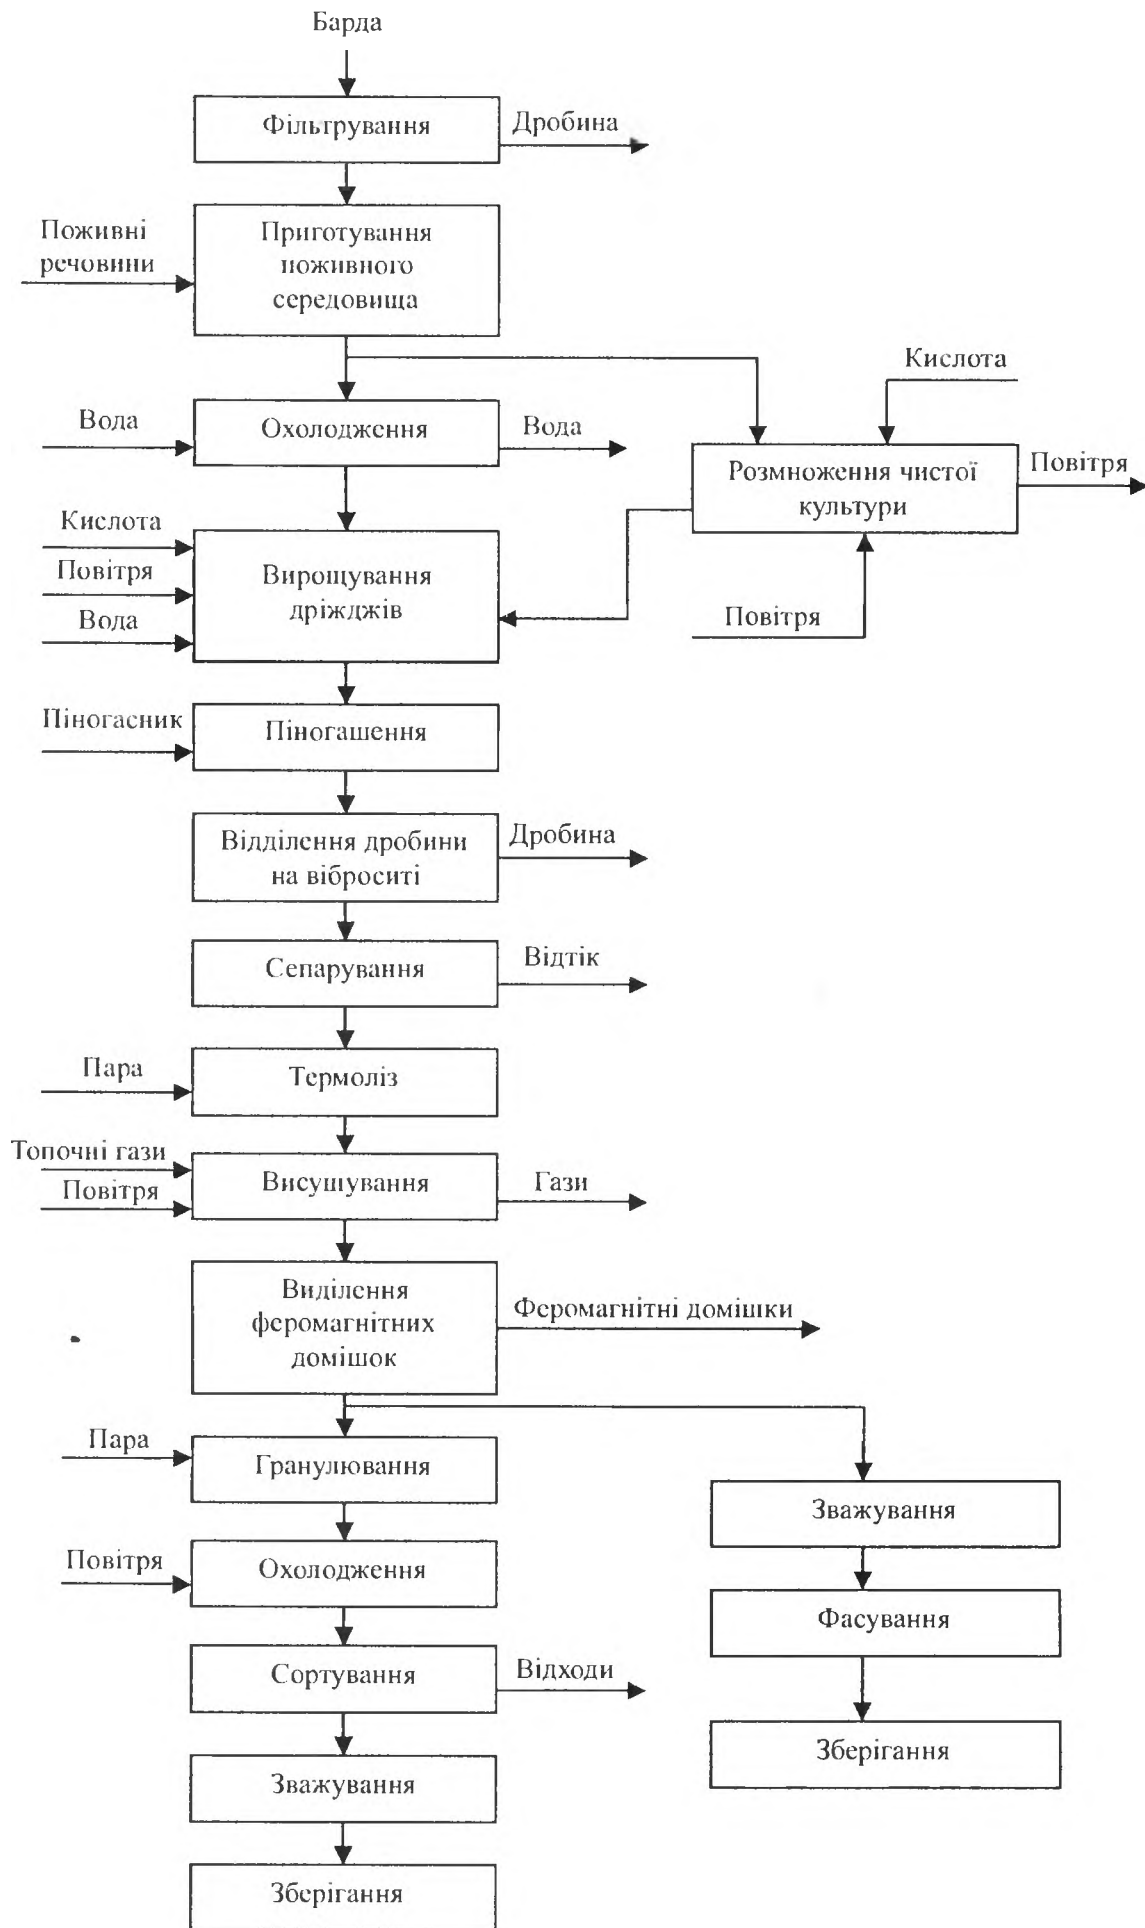 Барда
Фільтрування
Дробина
Поживні
речовини
Приготування
поживного
середовища
Кислота
Вода
Охолодження
Вода
Розмноження чистої
культури
Повітря
Кислота
Повітря
Вода
Вирощування
дріжджів
Повітря
Піногасник
Піногашення
Відділення дробини
на віброситі
Дробина
Сепарування
Відтік
Пара
Термоліз
Топочні гази
Повітря
Висушування
Гази
Виділення
феромагнітних
домішок
Феромагнітні домішки
Пара
Гранулювання
Зважування
Повітря
Охолодження
Фасування
Сортування
Відходи
Зберігання
Зважування
Зберігання